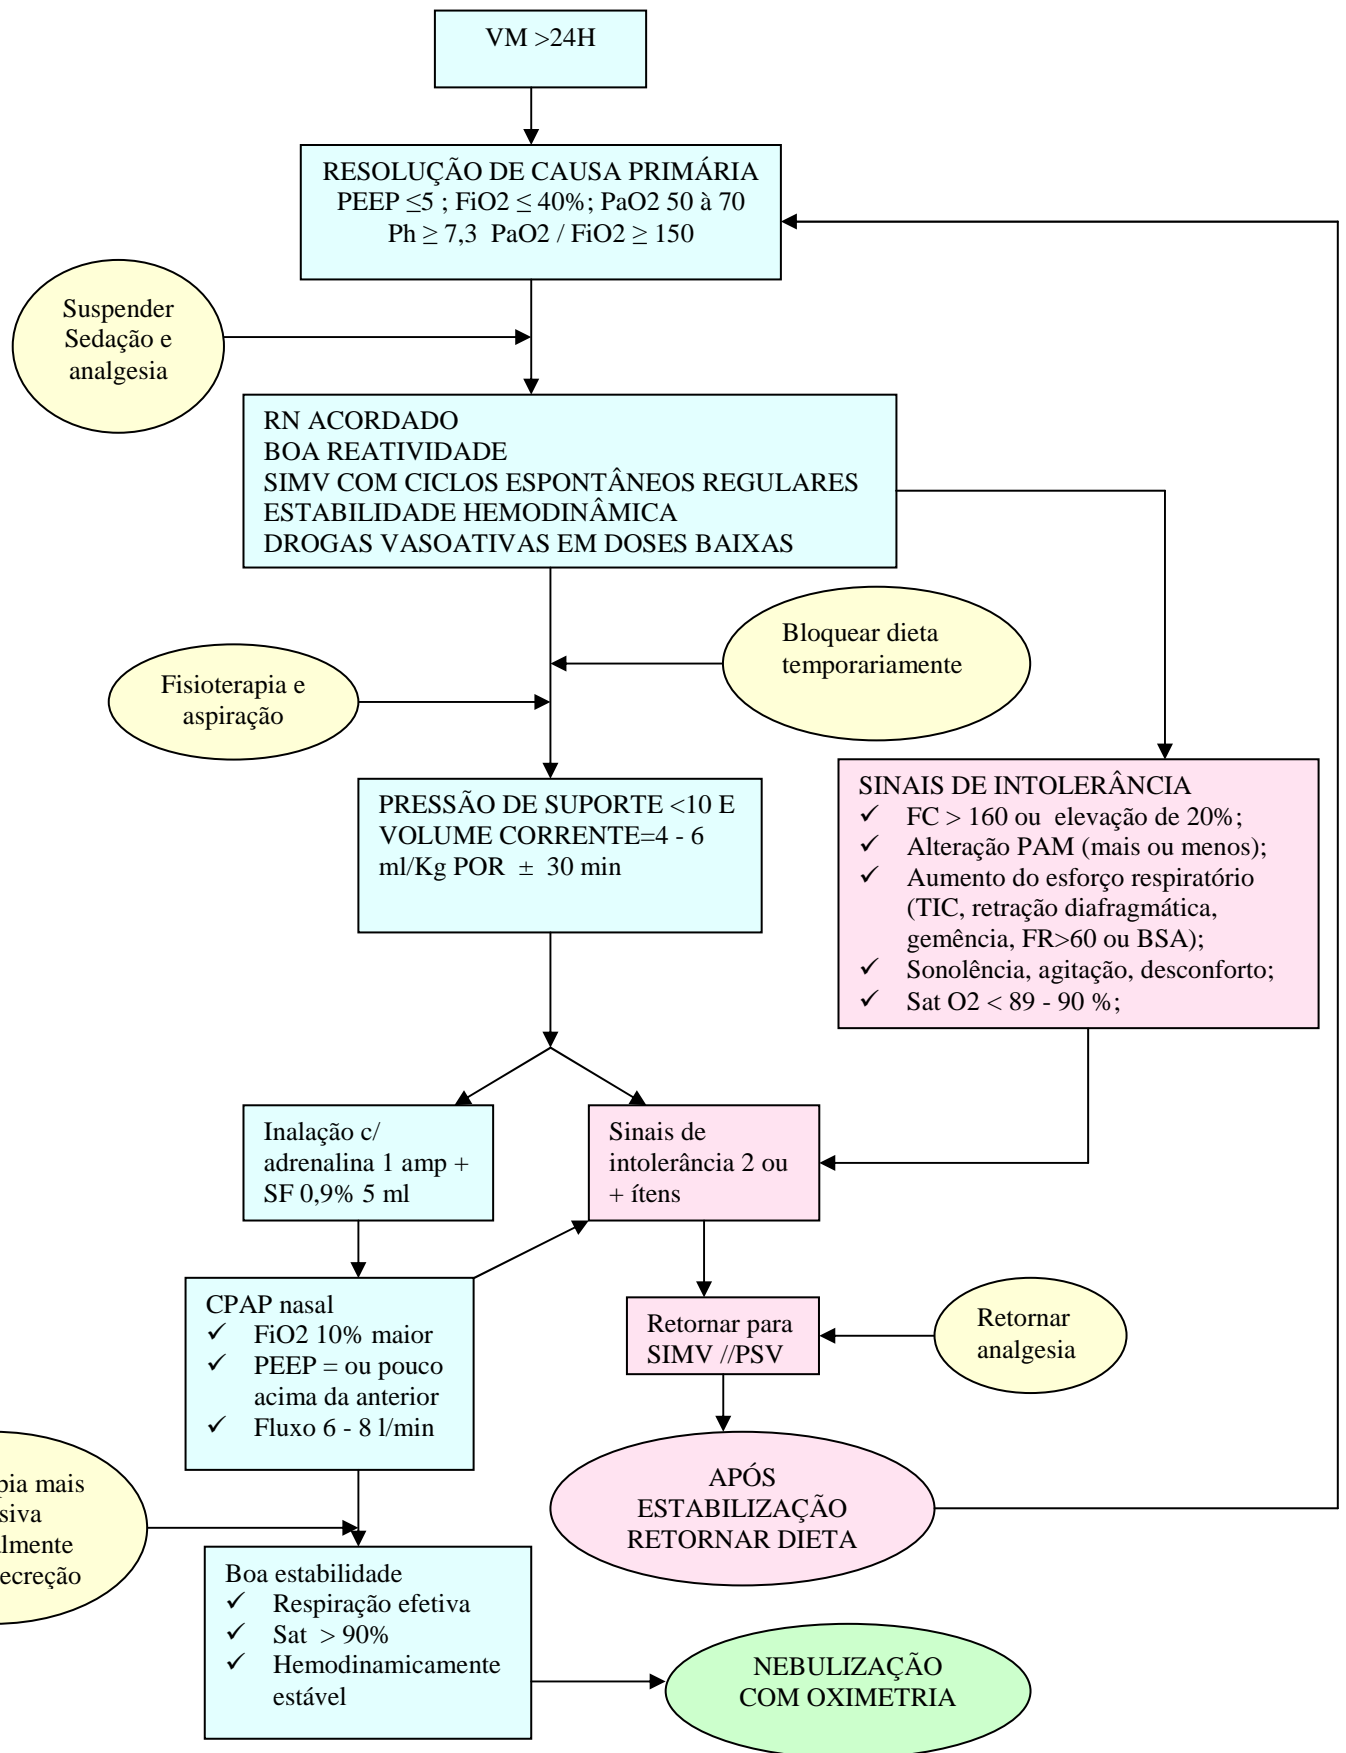 VM >24H
RESOLUÇÃO DE CAUSA PRIMÁRIA
PEEP ≤5 ; FiO2 ≤ 40%; PaO2 50 à 70
Ph ≥ 7,3 PaO2 / FiO2 ≥ 150
Suspender
Sedação e
analgesia
RN ACORDADO
BOA REATIVIDADE
SIMV COM CICLOS ESPONTÂNEOS REGULARES
ESTABILIDADE HEMODINÂMICA
DROGAS VASOATIVAS EM DOSES BAIXAS
Bloquear dieta
temporariamente
Fisioterapia e
aspiração
PRESSÃO DE SUPORTE <10 E
VOLUME CORRENTE=4 - 6
ml/Kg POR ± 30 min
SINAIS DE INTOLERÂNCIA
✓ FC > 160 ou elevação de 20%;
✓ Alteração PAM (mais ou menos);
✓ Aumento do esforço respiratório
(TIC, retração diafragmática,
gemência, FR>60 ou BSA);
✓ Sonolência, agitação, desconforto;
✓ Sat O2 < 89 - 90 %;
Inalação c/
adrenalina 1 amp +
SF 0,9% 5 ml
Sinais de
intolerância 2 ou
+ ítens
CPAP nasal
✓ FiO2 10% maior
✓ PEEP = ou pouco
acima da anterior
✓ Fluxo 6 - 8 l/min
Retornar para
SIMV //PSV
Retornar
analgesia
APÓS
ESTABILIZAÇÃO
RETORNAR DIETA
pia mais
siva
almente
ecreção
Boa estabilidade
✓ Respiração efetiva
✓ Sat > 90%
✓ Hemodinamicamente
estável
NEBULIZAÇÃO
COM OXIMETRIA